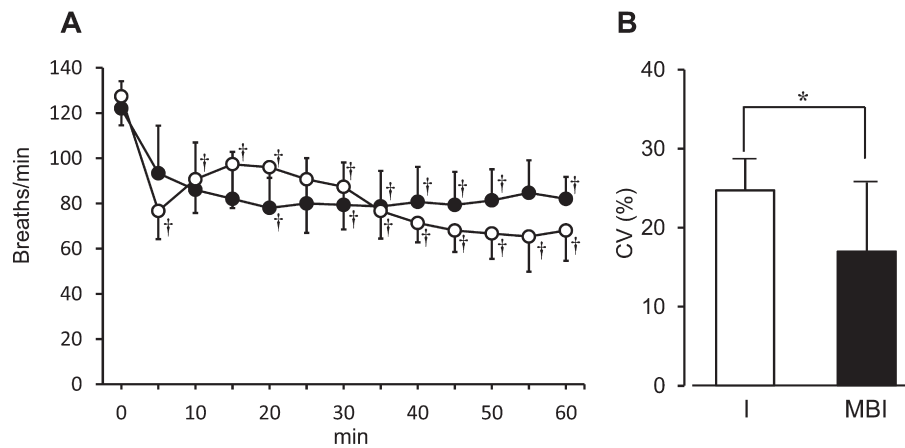 A
Breaths/min
140
120
100
80
60
40
20
0
† † † † † † † † † † † † † † † † † † †
0 10 20 30 40 50 60
min
B
CV (%)
40
30
20
10
0
*
I MBI